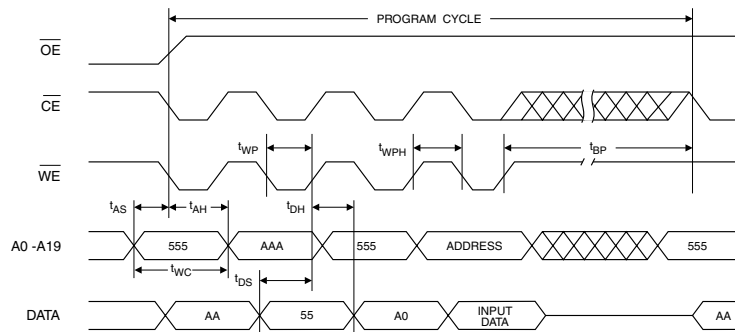 PROGRAM CYCLE
OE
CE
tWP
tWPH
tBP
WE
tAS
tAH
tDH
A0 -A19
555
AAA
555
ADDRESS
555
tWC
tDS
DATA
AA
55
A0
INPUT
DATA
AA